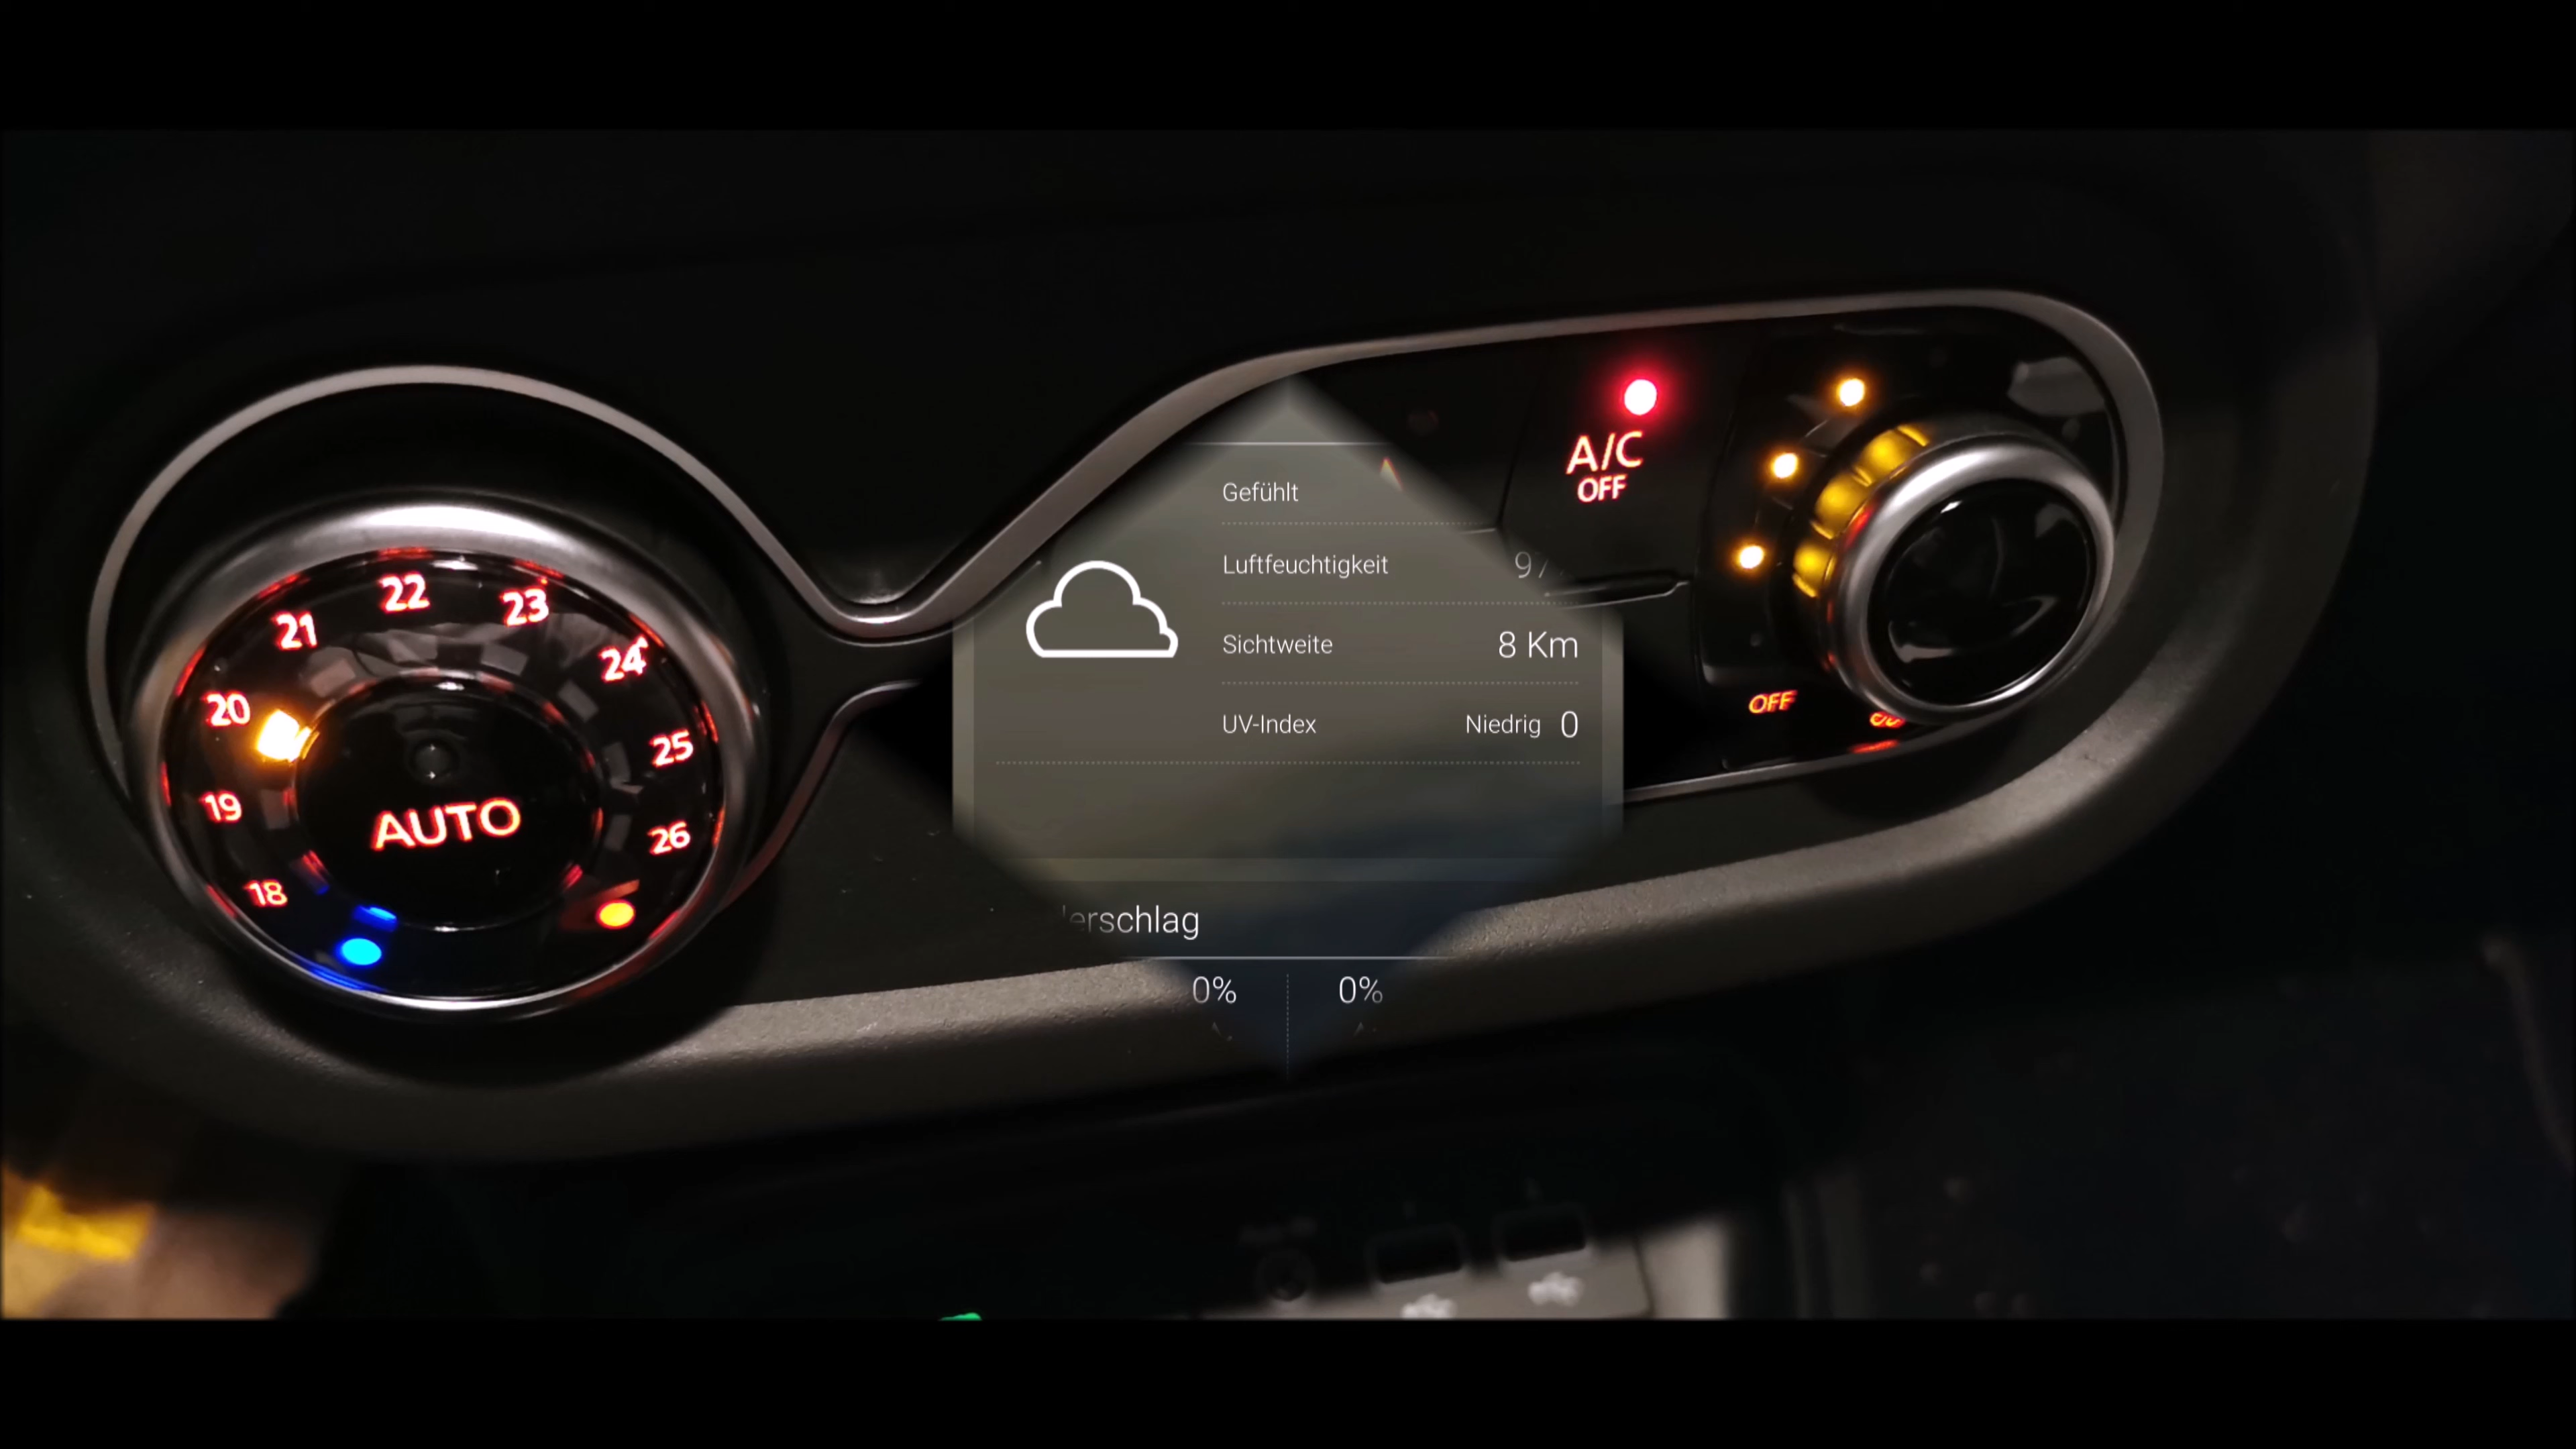 22
23
21
24
20
25
19
26
18
AUTO
A/C
OFF
OFF
Gefühlt
Luftfeuchtigkeit
Sichtweite 8 Km
UV-Index Niedrig 0
0% 0%